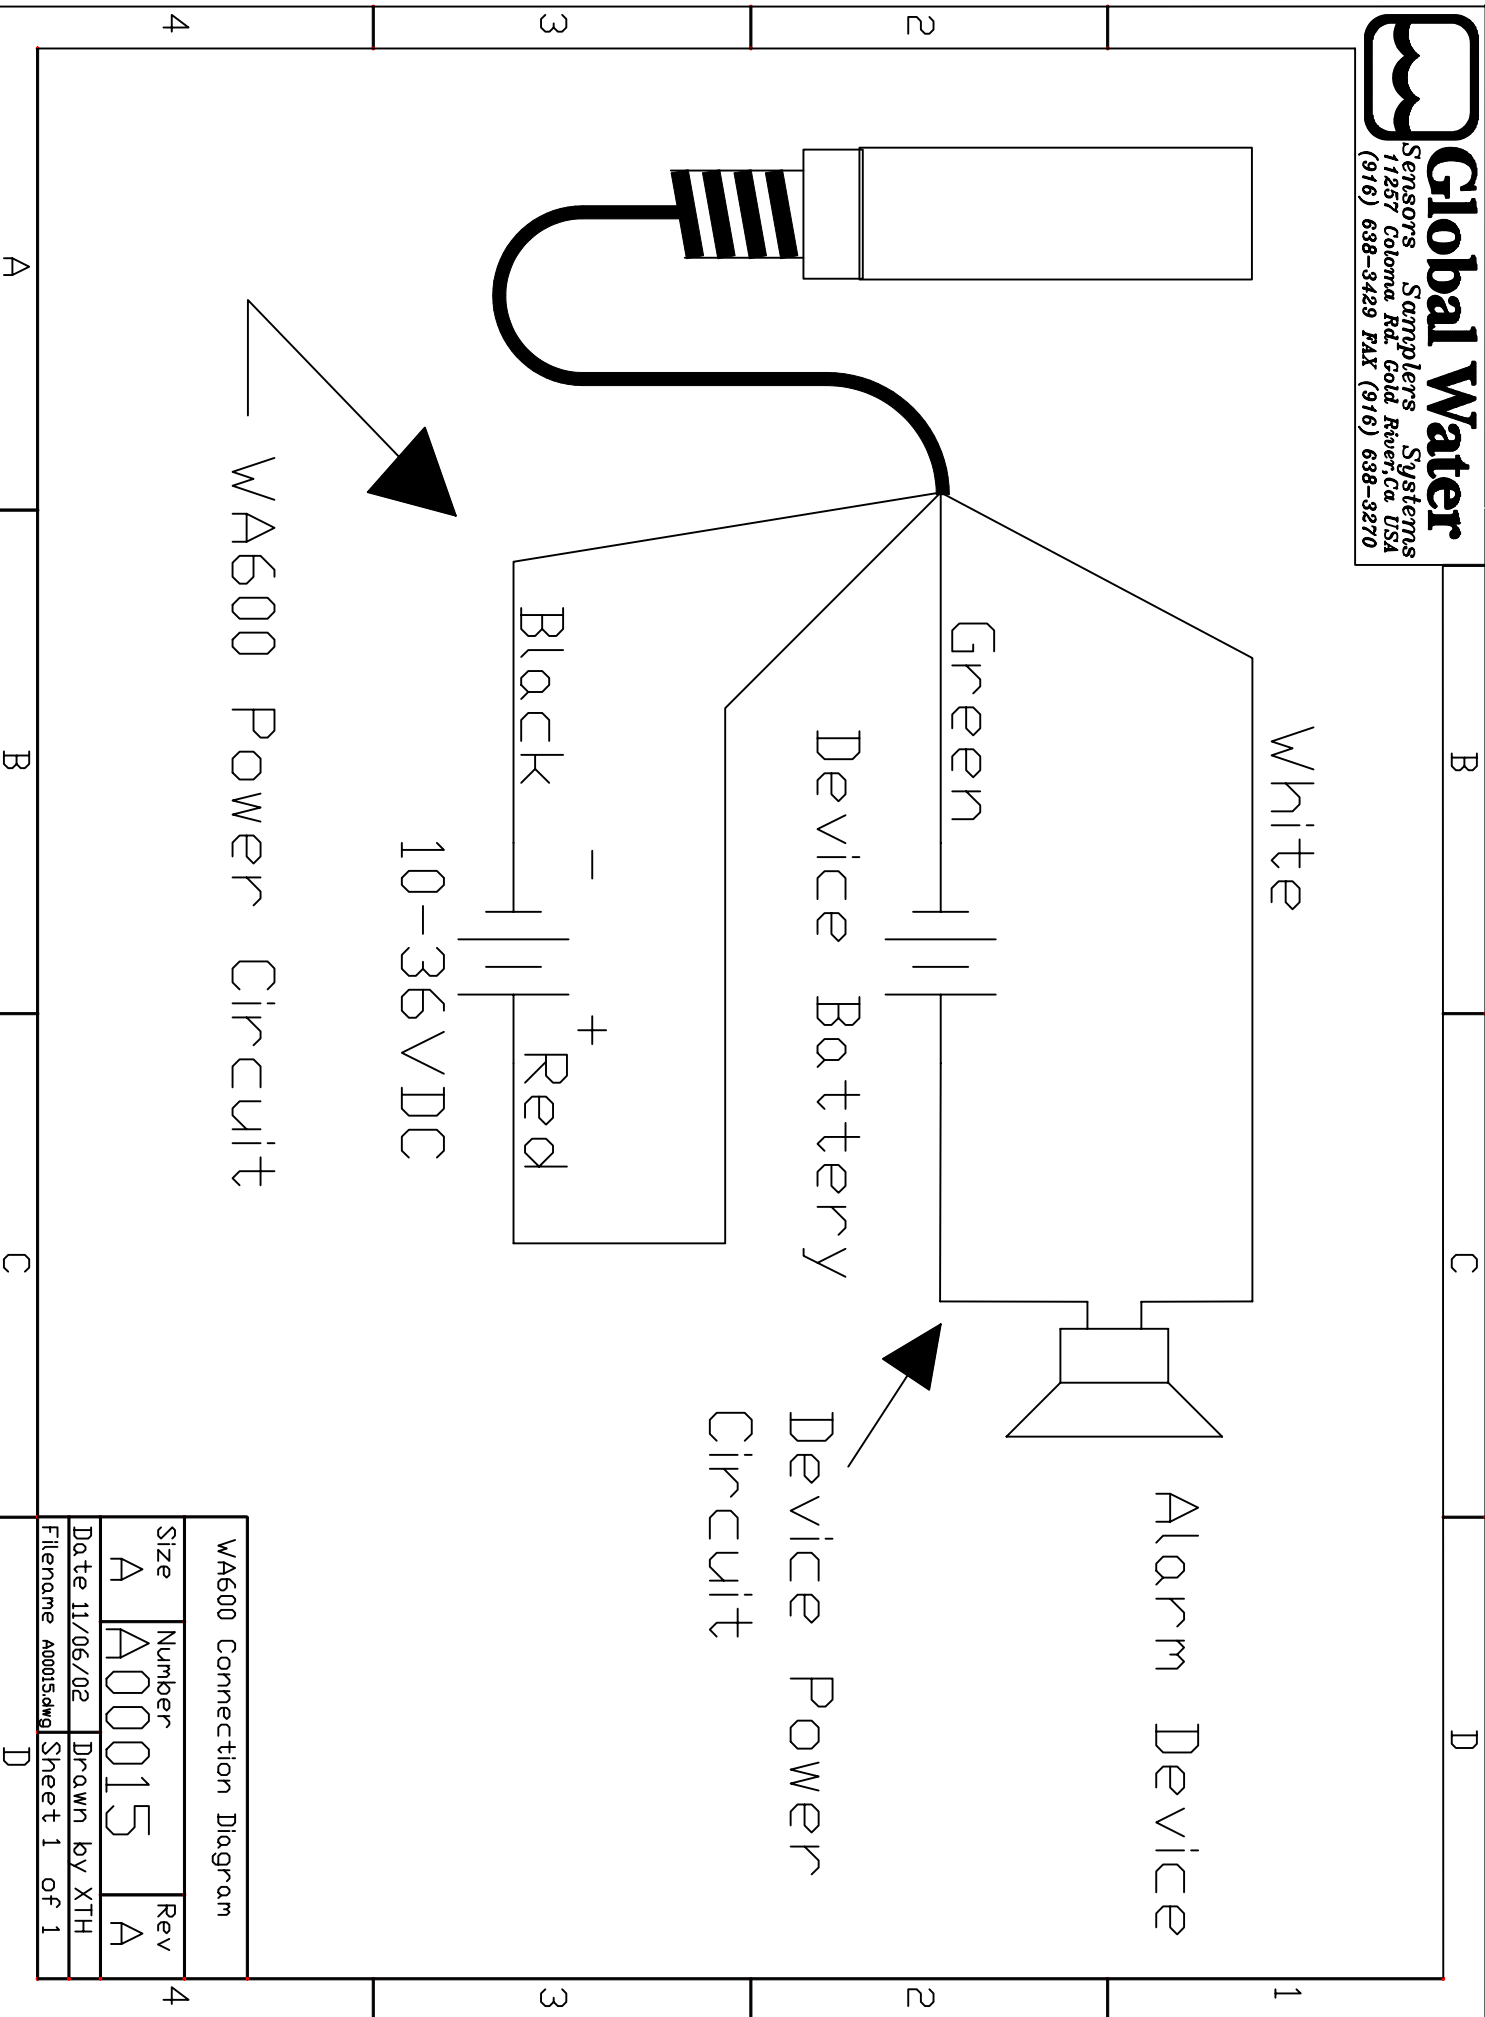 Global Water
Sensors Samplers Systems
11257 Coloma Rd. Gold River,Ca USA
(916) 638-3429 FAX (916) 638-3270
B
C
D
1
2
2
3
3
4
4
White
Alarm Device
Green
Device Battery
Device Power
Circuit
Black
-
+
Red
10-36VDC
WA600 Power Circuit
WA600 Connection Diagram
Size
A
Number
A00015
Rev
A
Date 11/06/02
Drawn by XTH
Filename A00015.dwg
Sheet 1 of 1
A
B
C
D